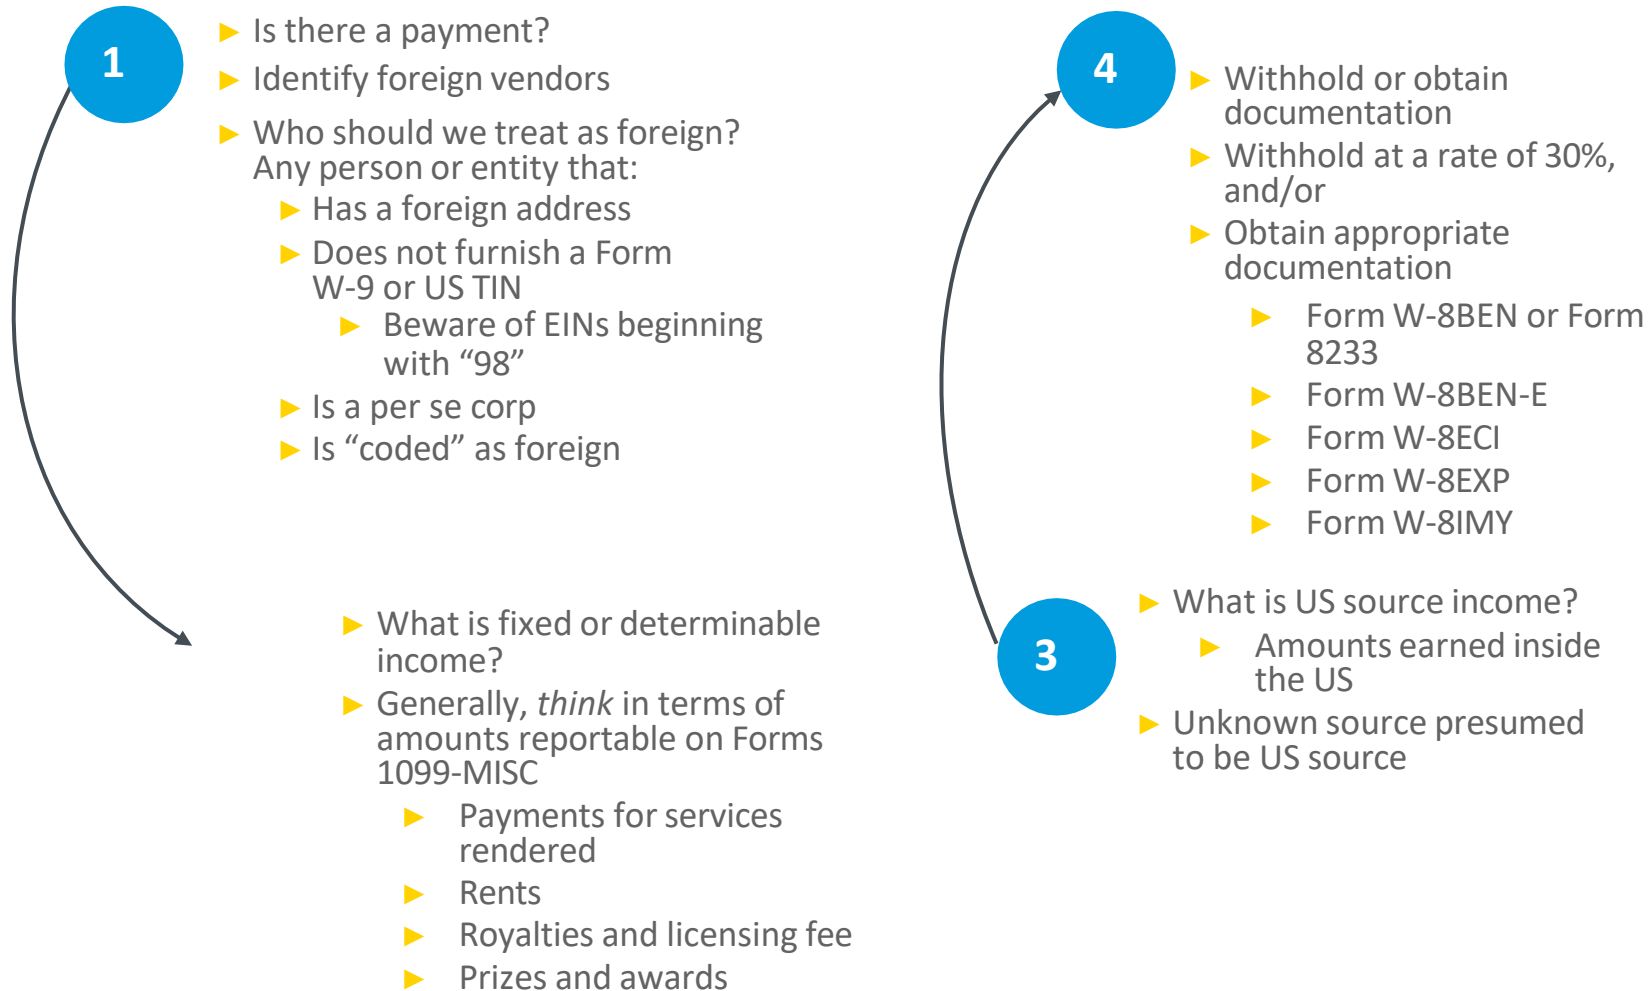 1
► Is there a payment?
► Identify foreign vendors
► Who should we treat as foreign?
Any person or entity that:
► Has a foreign address
► Does not furnish a Form
W-9 or US TIN
► Beware of EINs beginning
with “98”
► Is a per se corp
► Is “coded” as foreign
► What is fixed or determinable
income?
► Generally, think in terms of
amounts reportable on Forms
1099-MISC
► Payments for services
rendered
► Rents
► Royalties and licensing fee
► Prizes and awards
3
► What is US source income?
► Amounts earned inside
the US
► Unknown source presumed
to be US source
4
► Withhold or obtain
documentation
► Withhold at a rate of 30%,
and/or
► Obtain appropriate
documentation
► Form W-8BEN or Form
8233
► Form W-8BEN-E
► Form W-8ECI
► Form W-8EXP
► Form W-8IMY